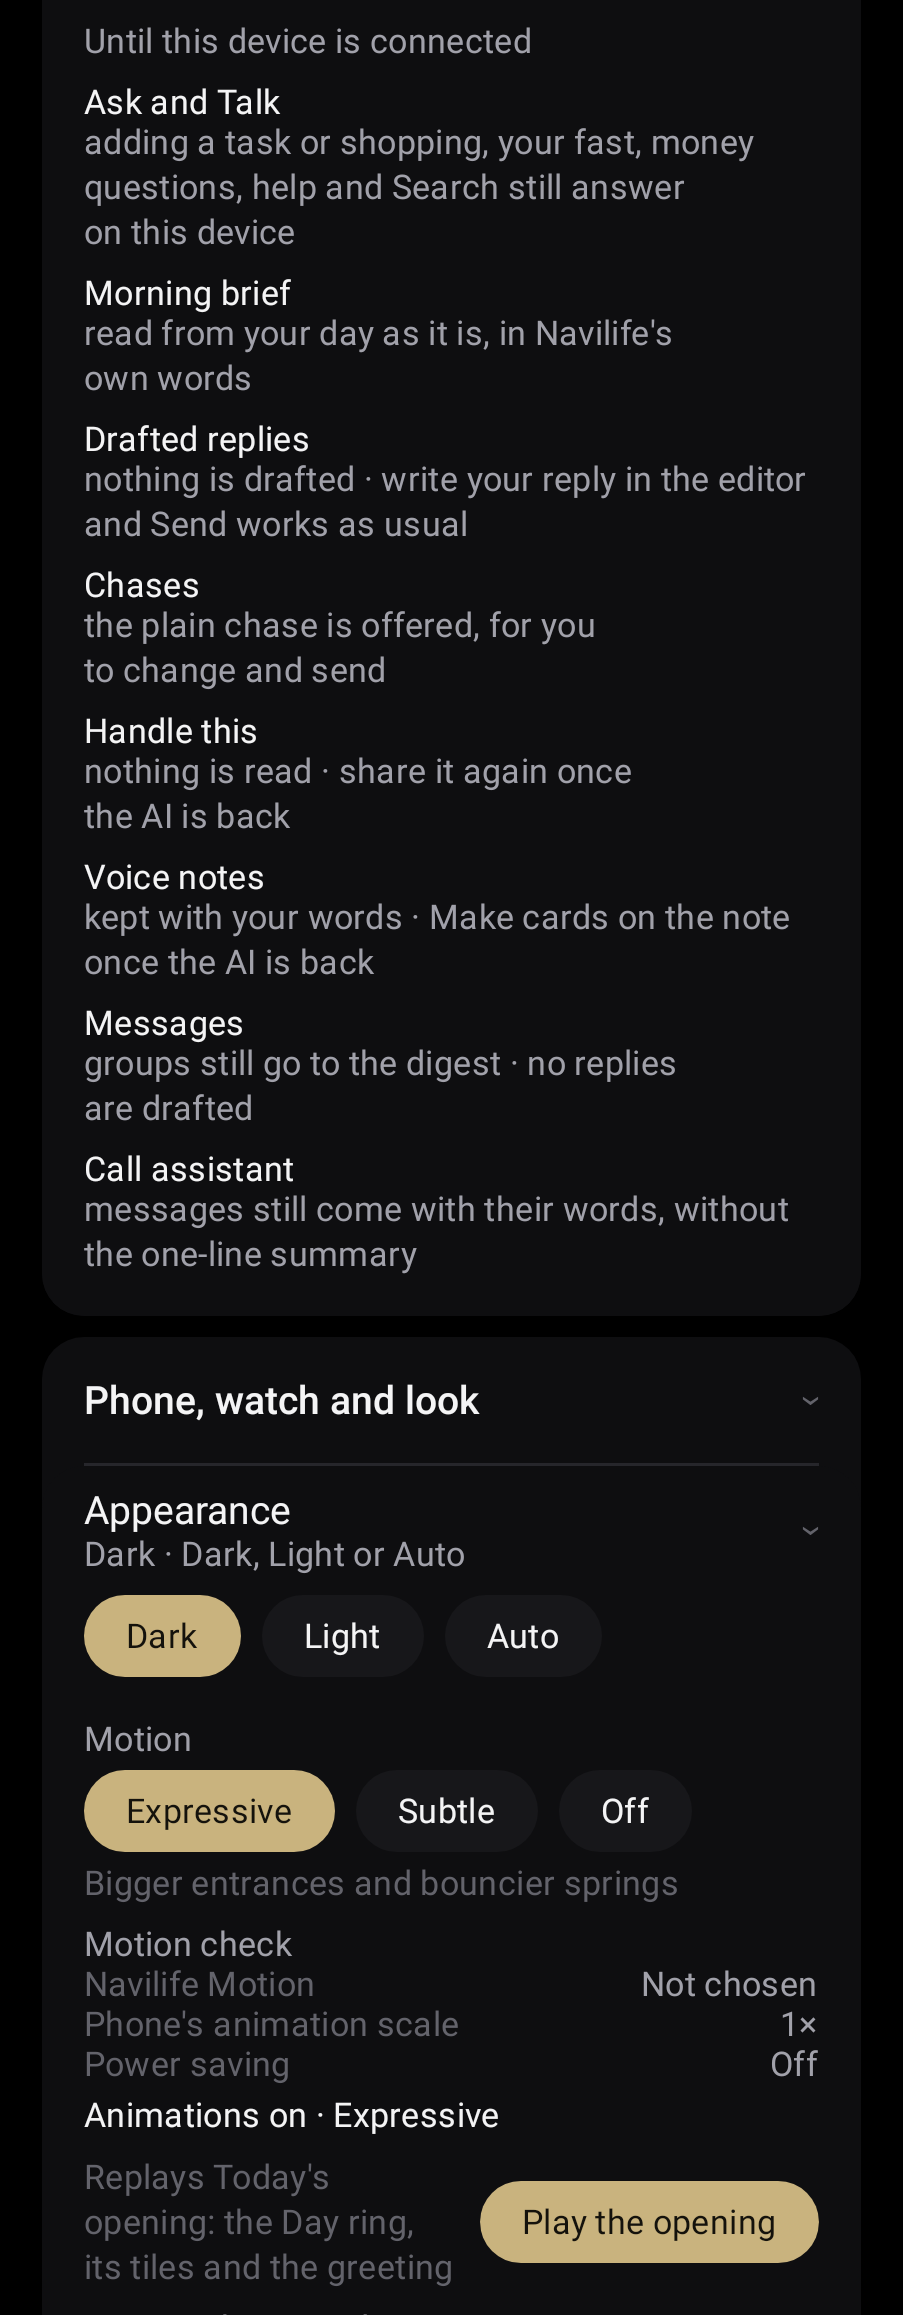 Until this device is connected
Ask and Talk
adding a task or shopping, your fast, money
questions, help and Search still answer
on this device
Morning brief
read from your day as it is, in Navilife's
own words
Drafted replies
nothing is drafted · write your reply in the editor
and Send works as usual
Chases
the plain chase is offered, for you
to change and send
Handle this
nothing is read · share it again once
the AI is back
Voice notes
kept with your words · Make cards on the note
once the AI is back
Messages
groups still go to the digest · no replies
are drafted
Call assistant
messages still come with their words, without
the one-line summary
Phone, watch and look
Appearance
Dark · Dark, Light or Auto
Dark Light Auto
Motion
Expressive Subtle Off
Bigger entrances and bouncier springs
Motion check
Navilife Motion Not chosen
Phone's animation scale 1×
Power saving Off
Animations on · Expressive
Replays Today's
opening: the Day ring,
its tiles and the greeting
Play the opening